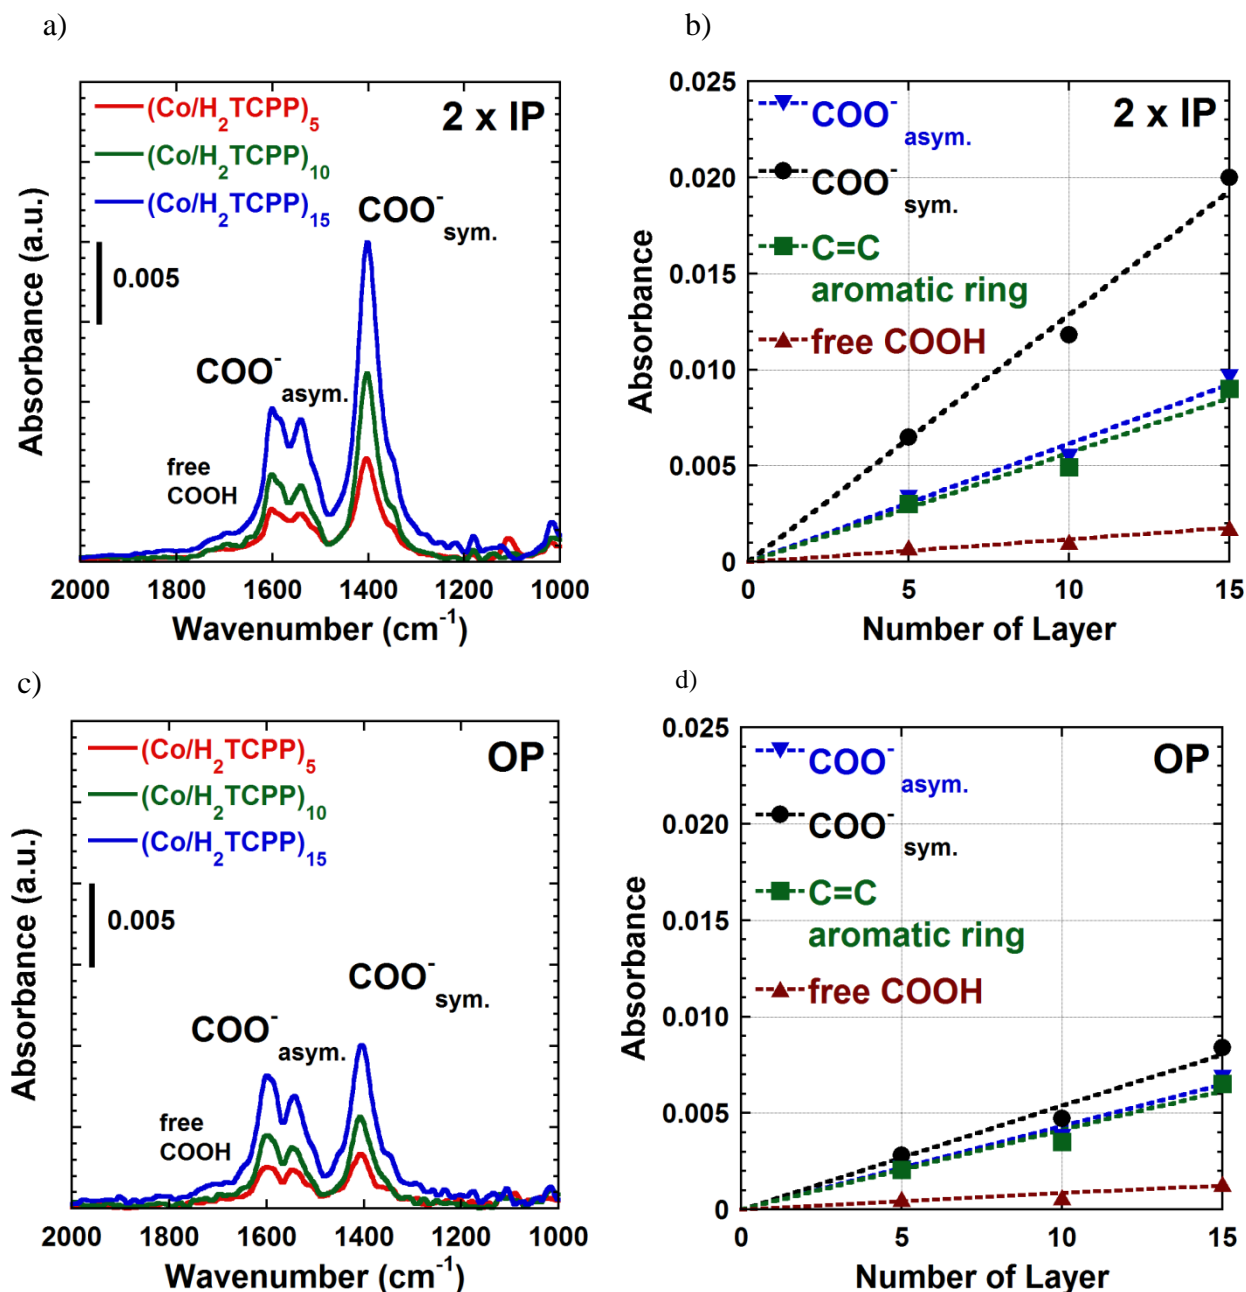 a)
(Co/H2TCPP)5
(Co/H2TCPP)10
(Co/H2TCPP)15
2 x IP
COO-sym.
0.005
COO-asym.
free
COOH
Absorbance (a.u.)
2000 1800 1600 1400 1200 1000
Wavenumber (cm-1)
b)
0.025
0.020
0.015
0.010
0.005
0
COO-asym.
COO-sym.
C=C
aromatic ring
free COOH
2 x IP
Absorbance
0 5 10 15
Number of Layer
c)
(Co/H2TCPP)5
(Co/H2TCPP)10
(Co/H2TCPP)15
OP
0.005
COO-sym.
COO-asym.
free
COOH
Absorbance (a.u.)
2000 1800 1600 1400 1200 1000
Wavenumber (cm-1)
d)
0.025
0.020
0.015
0.010
0.005
0
COO-asym.
COO-sym.
C=C
aromatic ring
free COOH
OP
Absorbance
0 5 10 15
Number of Layer